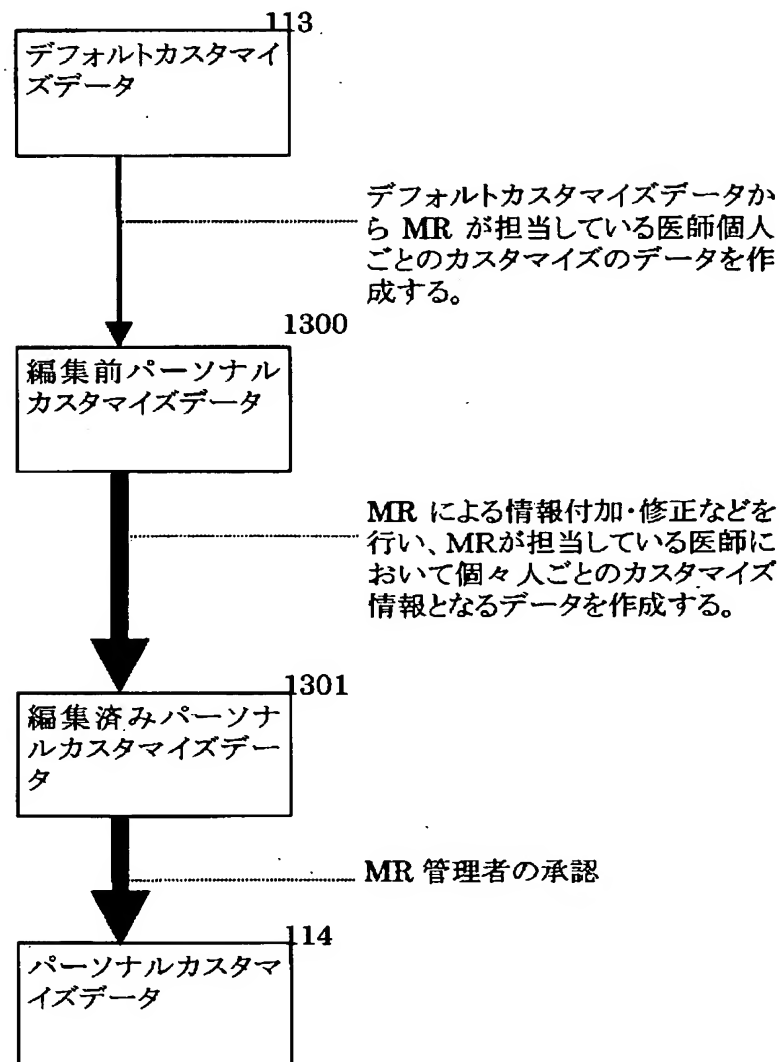 113
デフォルトカスタマイ
ズデータ
デフォルトカスタマイズデータか
ら MR が担当している医師個人
ごとのカスタマイズのデータを作
成する。
1300
編集前パーソナル
カスタマイズデータ
MR による情報付加・修正などを
行い、MRが担当している医師に
おいて個々人ごとのカスタマイズ
情報となるデータを作成する。
1301
編集済みパーソナ
ルカスタマイズデー
タ
MR 管理者の承認
114
パーソナルカスタマ
イズデータ